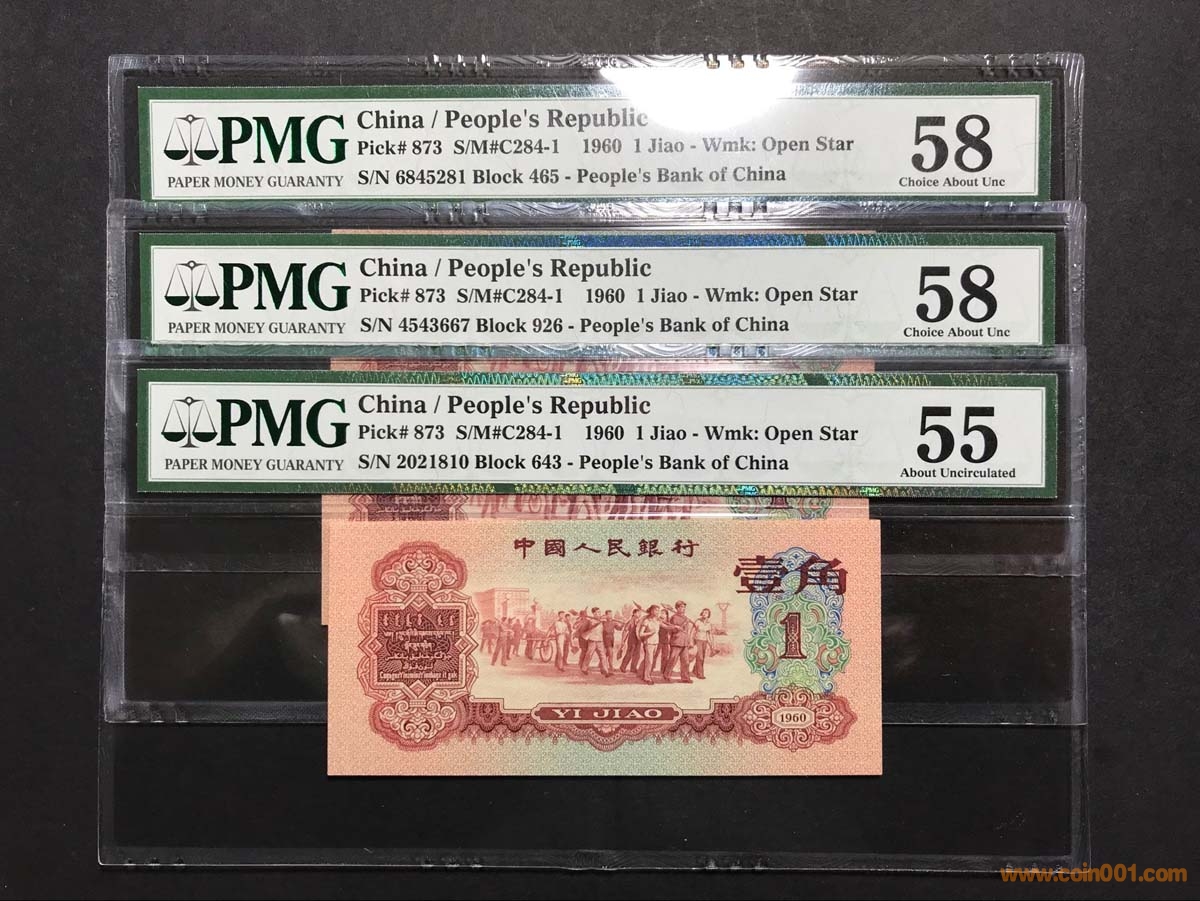 PMG
PAPER MONEY GUARANTY
China / People's Republic
Pick# 873 S/M#C284-1 1960 1 Jiao - Wmk: Open Star
S/N 6845281 Block 465 - People's Bank of China
58
Choice About Unc
PMG
PAPER MONEY GUARANTY
China / People's Republic
Pick# 873 S/M#C284-1 1960 1 Jiao - Wmk: Open Star
S/N 4543667 Block 926 - People's Bank of China
58
Choice About Unc
PMG
PAPER MONEY GUARANTY
China / People's Republic
Pick# 873 S/M#C284-1 1960 1 Jiao - Wmk: Open Star
S/N 2021810 Block 643 - People's Bank of China
55
About Uncirculated
中國人民銀行
壹角
1
YI JIAO
1960
www.coin001.com